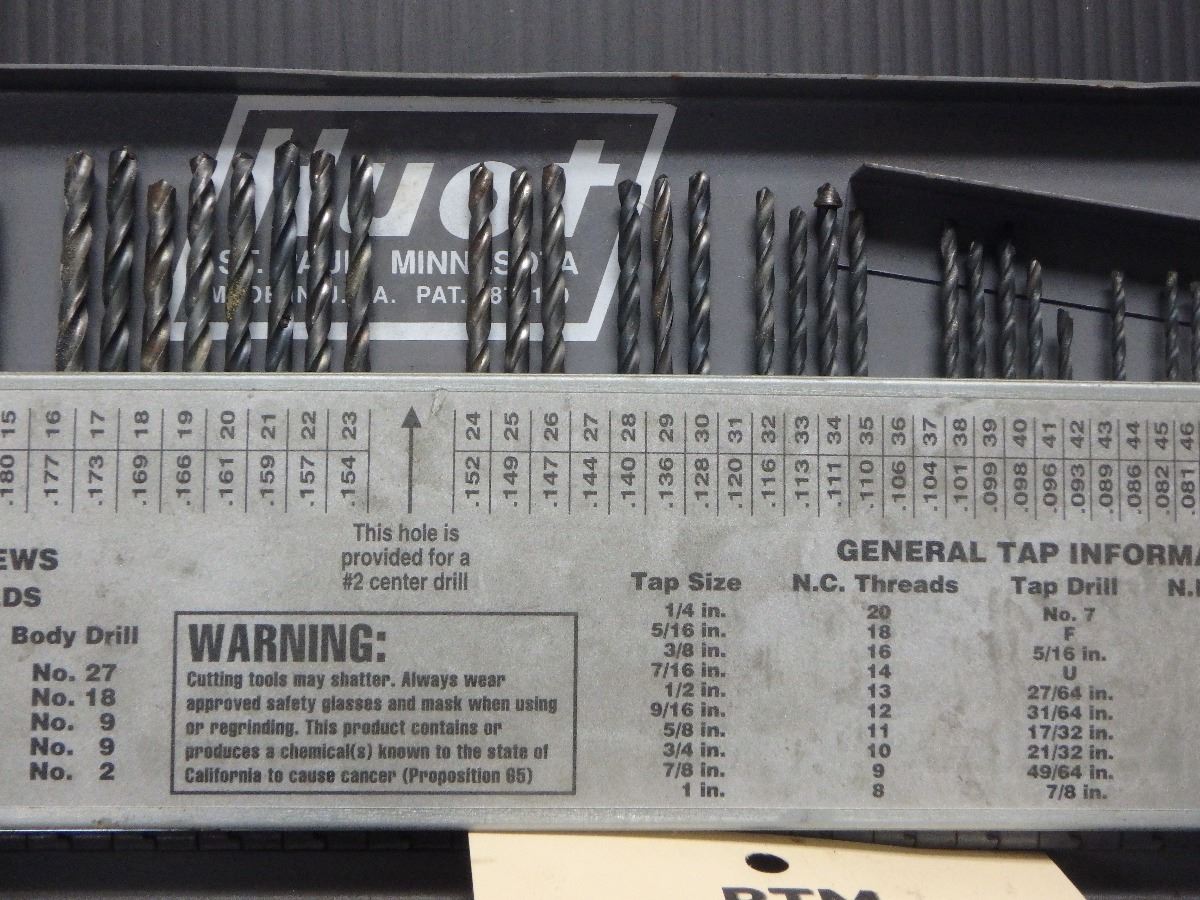 Huot
MINNESOTA
PAT.
15 16 17 18 19 20 21 22 23 24 25 26 27 28 29 30 31 32 33 34 35 36 37 38 39 40 41 42 43 44 45 46
.180 .177 .173 .169 .166 .161 .159 .157 .154 .152 .149 .147 .144 .140 .136 .128 .120 .116 .113 .111 .110 .106 .104 .101 .099 .098 .096 .093 .089 .086 .082 .081
This hole is
provided for a
#2 center drill
EWS
GENERAL TAP INFORMA
DS
Tap Size N.C. Threads Tap Drill N.
1/4 in. 20 No. 7
5/16 in. 18 F
3/8 in. 16 5/16 in.
7/16 in. 14 U
1/2 in. 13 27/64 in.
9/16 in. 12 31/64 in.
5/8 in. 11 17/32 in.
3/4 in. 10 21/32 in.
7/8 in. 9 49/64 in.
1 in. 8 7/8 in.
Body Drill
No. 27
No. 18
No. 9
No. 9
No. 2
WARNING:
Cutting tools may shatter. Always wear
approved safety glasses and mask when using
or regrinding. This product contains or
produces a chemical(s) known to the state of
California to cause cancer (Proposition 65)
RTM